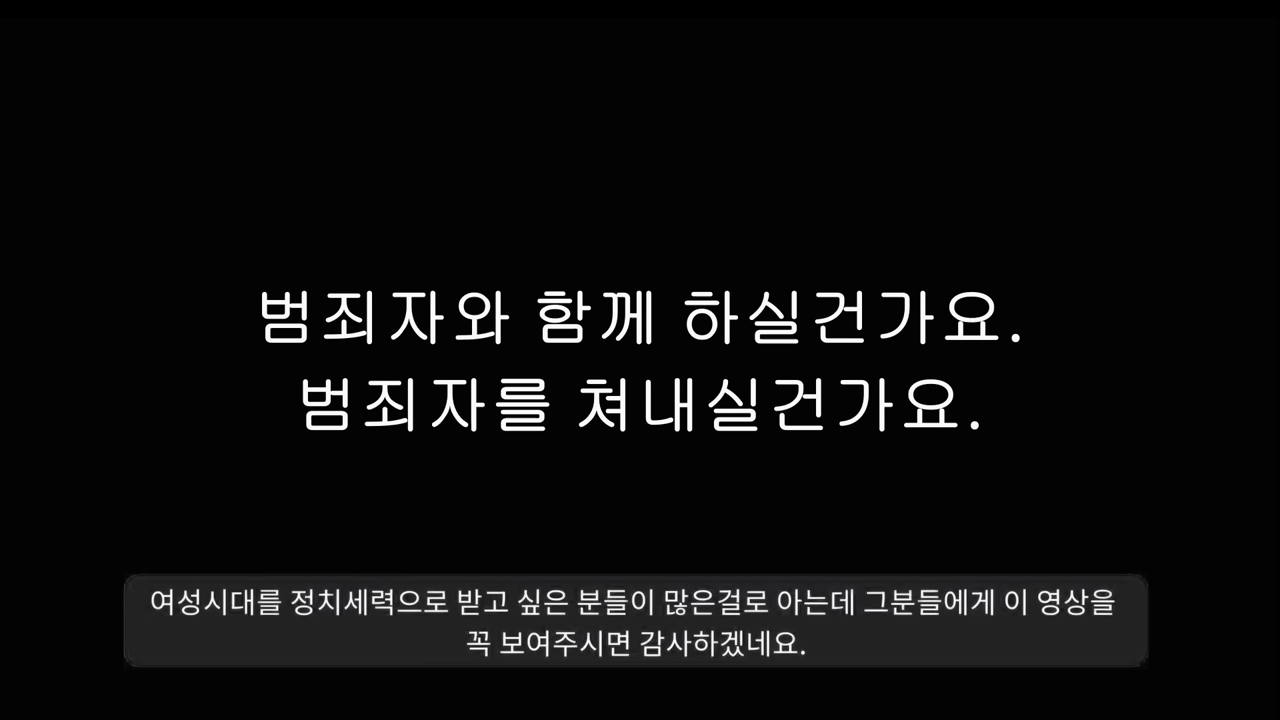 범죄자와 함께 하실건가요.
범죄자를 쳐내실건가요.
여성시대를 정치세력으로 받고 싶은 분들이 많은걸로 아는데 그분들에게 이 영상을
꼭 보여주시면 감사하겠네요.